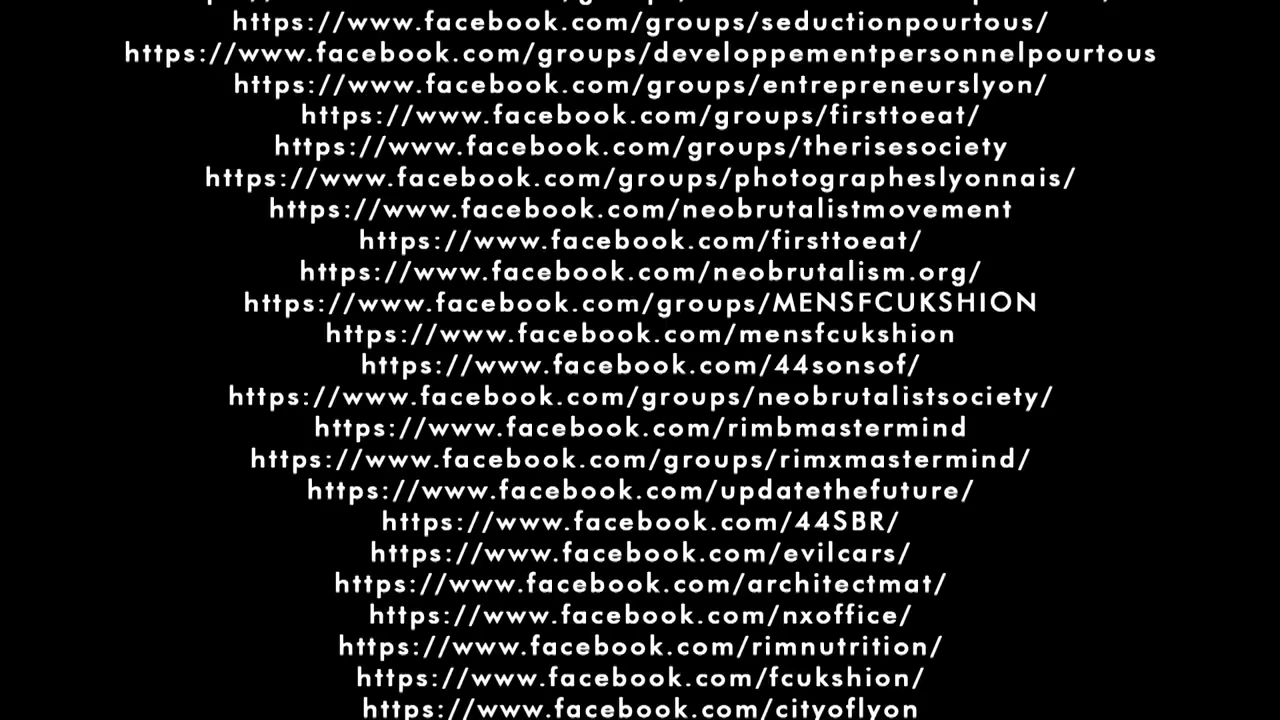 https://www.facebook.com/groups/seductionpourtous/
https://www.facebook.com/groups/developpementpersonnelpourtous
https://www.facebook.com/groups/entrepreneurslyon/
https://www.facebook.com/groups/firsttoeat/
https://www.facebook.com/groups/therisesociety
https://www.facebook.com/groups/photographeslyonnais/
https://www.facebook.com/neobrutalistmovement
https://www.facebook.com/firsttoeat/
https://www.facebook.com/neobrutalism.org/
https://www.facebook.com/groups/MENSFCUKSHION
https://www.facebook.com/mensfcukshion
https://www.facebook.com/44sonsof/
https://www.facebook.com/groups/neobrutalistsociety/
https://www.facebook.com/rimbmastermind
https://www.facebook.com/groups/rimxmastermind/
https://www.facebook.com/updatethefuture/
https://www.facebook.com/44SBR/
https://www.facebook.com/evilcars/
https://www.facebook.com/architectmat/
https://www.facebook.com/nxoffice/
https://www.facebook.com/rimnutrition/
https://www.facebook.com/fcukshion/
https://www.facebook.com/cityoflyon